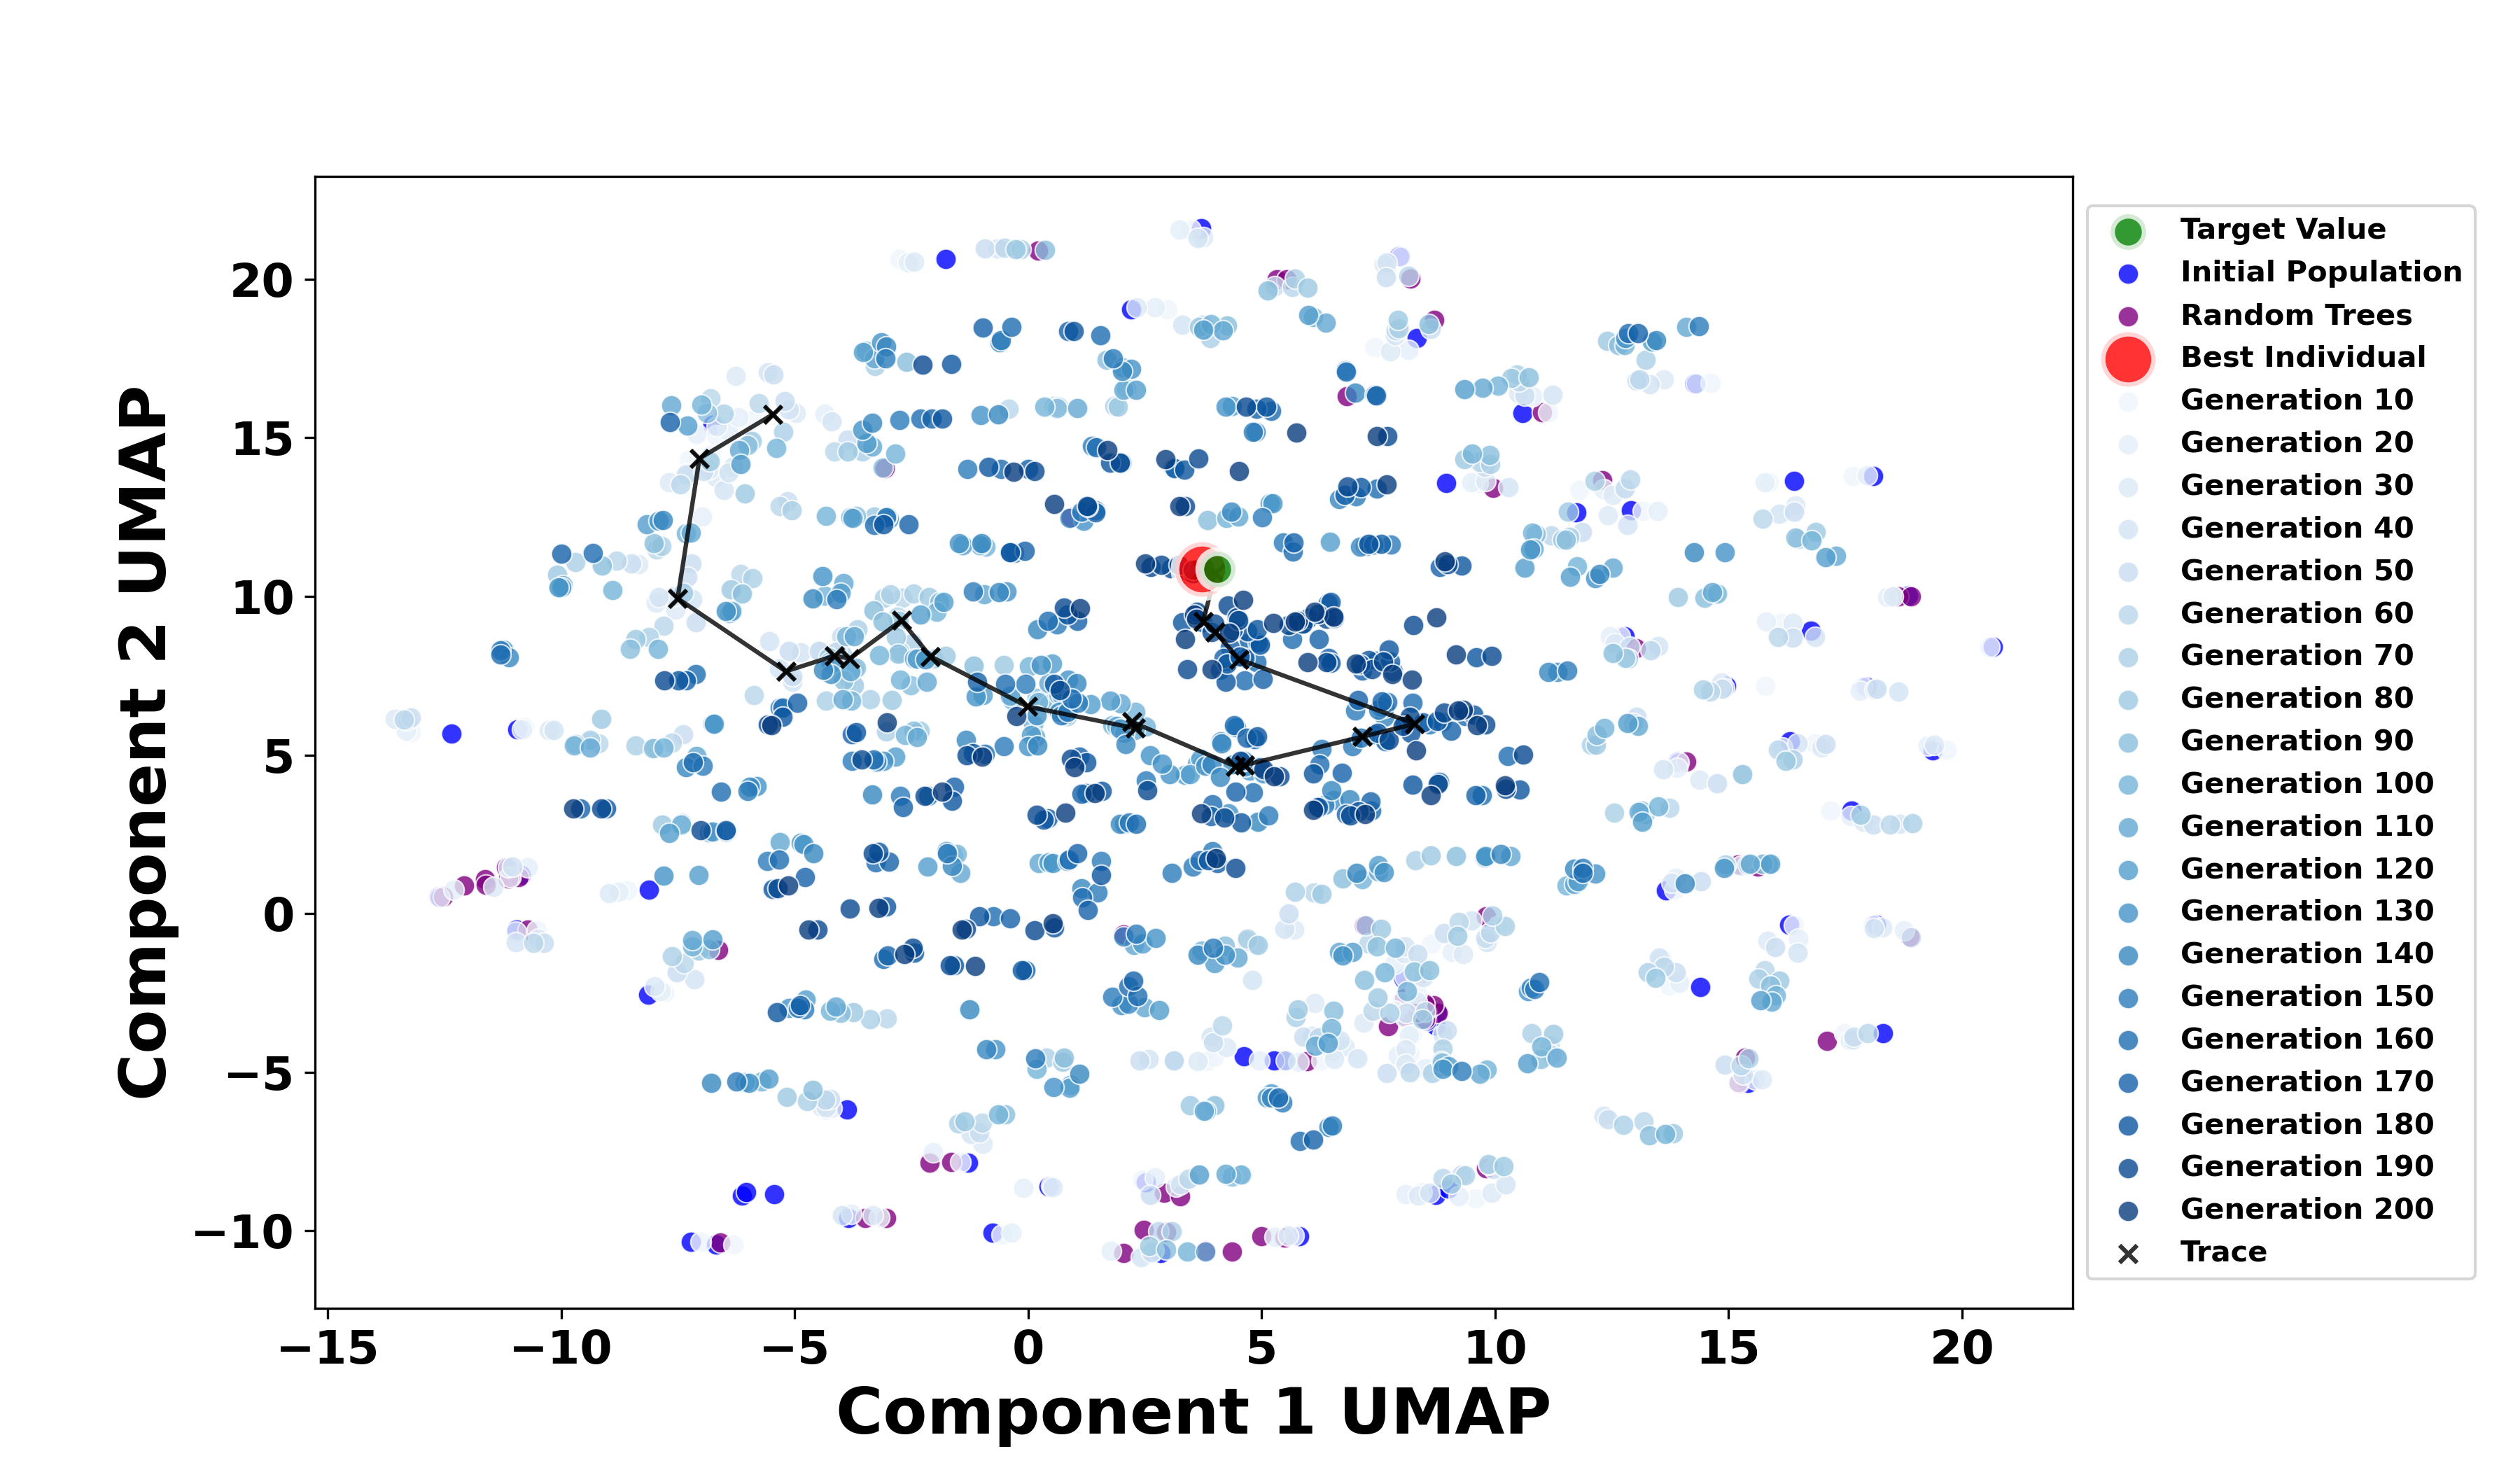 20
15
10
5
0
−5
−10
Component 2 UMAP
−15
−10
−5
0
5
10
15
20
Component 1 UMAP
Target Value
Initial Population
Random Trees
Best Individual
Generation 10
Generation 20
Generation 30
Generation 40
Generation 50
Generation 60
Generation 70
Generation 80
Generation 90
Generation 100
Generation 110
Generation 120
Generation 130
Generation 140
Generation 150
Generation 160
Generation 170
Generation 180
Generation 190
Generation 200
Trace